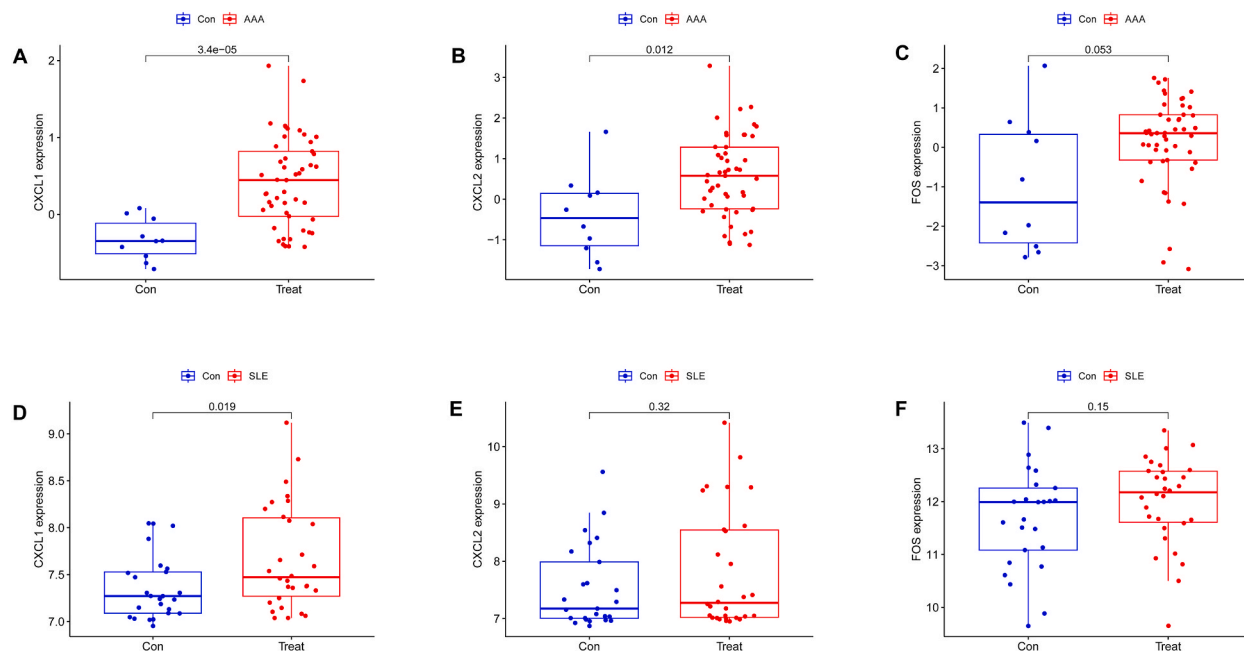 Con AAA
A
3.4e−05
2
1
0
CXCL1 expression
Con Treat
Con AAA
B
0.012
3
2
1
0
−1
CXCL2 expression
Con Treat
Con AAA
C
0.053
2
1
0
−1
−2
−3
FOS expression
Con Treat
Con SLE
D
0.019
9.0
8.5
8.0
7.5
7.0
CXCL1 expression
Con Treat
Con SLE
E
0.32
10
9
8
7
CXCL2 expression
Con Treat
Con SLE
F
0.15
13
12
11
10
FOS expression
Con Treat